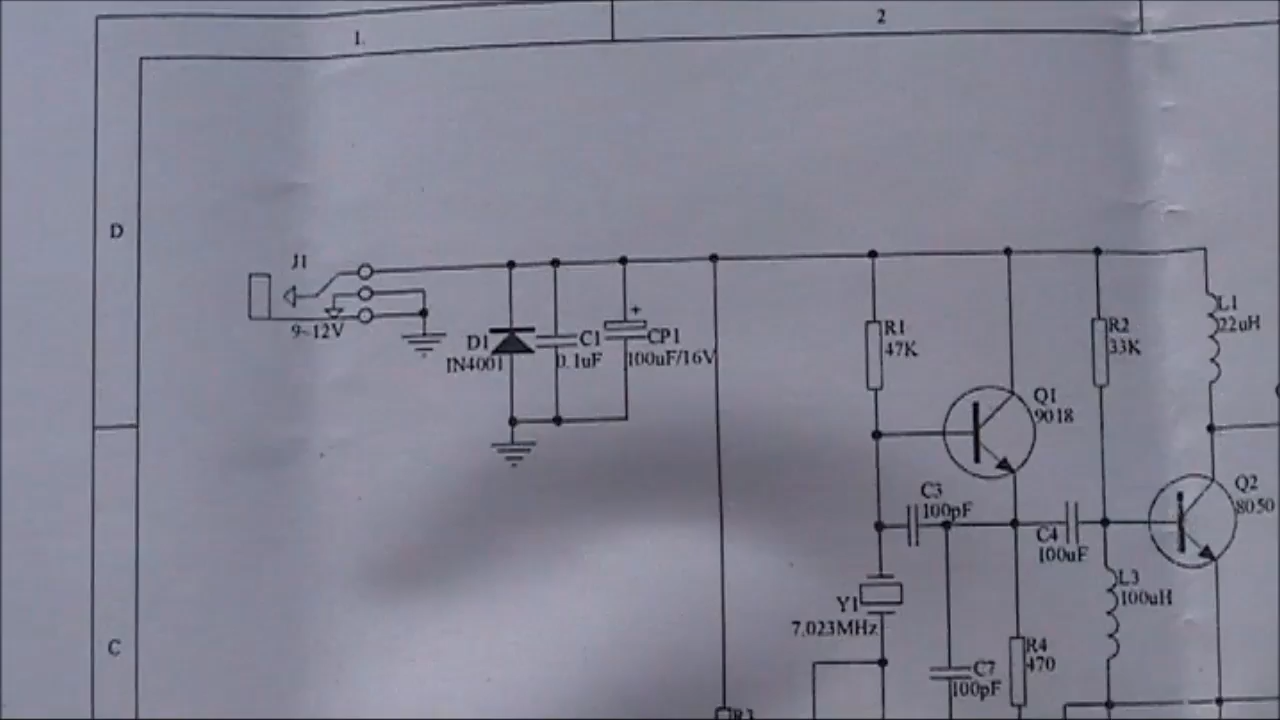 1
2
D
J1
9~12V
D1
IN4001
C1
0.1uF
CP1
+
100uF/16V
R1
47K
Q1
9018
R2
33K
L1
22uH
C3
100pF
C4
100uF
Q2
8050
Y1
7.023MHz
L3
100uH
C
C7
100pF
R4
470
R3